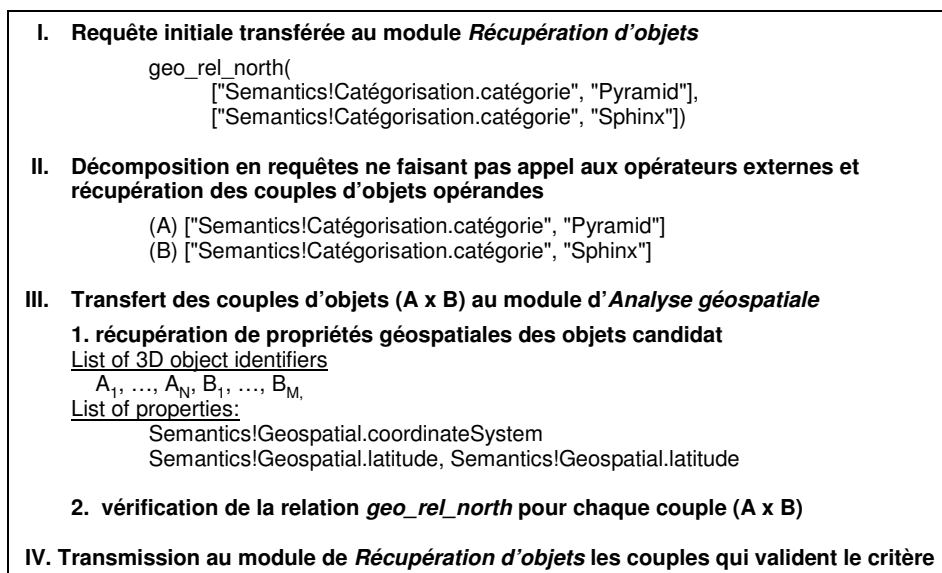 I. Requête initiale transférée au module Récupération d'objets
geo_rel_north(
["Semantics!Catégorisation.catégorie", "Pyramid"],
["Semantics!Catégorisation.catégorie", "Sphinx"])
II. Décomposition en requêtes ne faisant pas appel aux opérateurs externes et
récupération des couples d'objets opérandes
(A) ["Semantics!Catégorisation.catégorie", "Pyramid"]
(B) ["Semantics!Catégorisation.catégorie", "Sphinx"]
III. Transfert des couples d'objets (A x B) au module d'Analyse géospatiale
1. récupération de propriétés géospatiales des objets candidat
List of 3D object identifiers
A1, …, AN, B1, …, BM,
List of properties:
Semantics!Geospatial.coordinateSystem
Semantics!Geospatial.latitude, Semantics!Geospatial.latitude
2. vérification de la relation geo_rel_north pour chaque couple (A x B)
IV. Transmission au module de Récupération d'objets les couples qui valident le critère